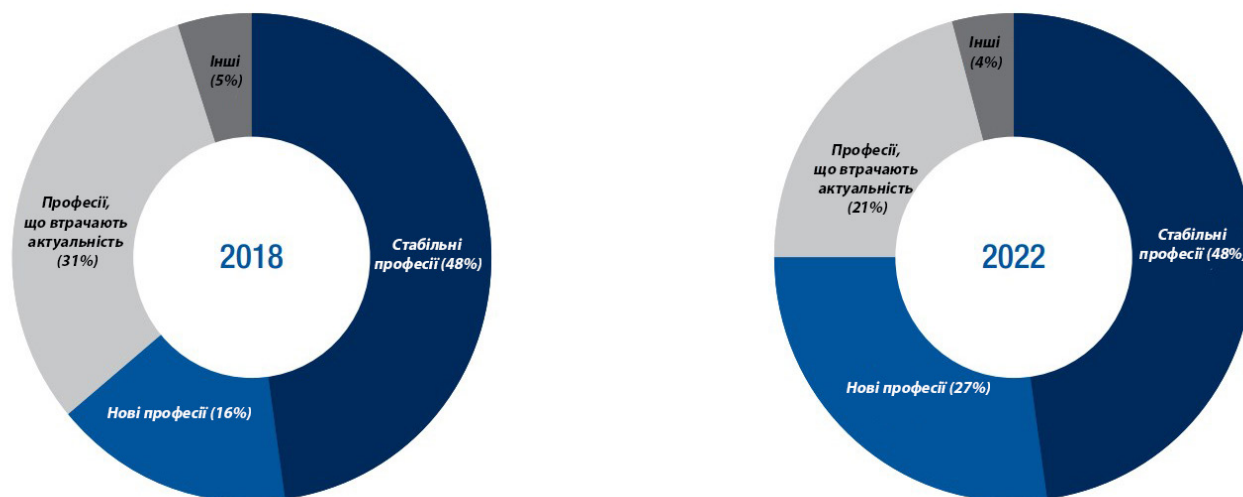 Інші
(5%)
Професії,
що втрачають
актуальність
(31%)
2018
Стабільні
професії (48%)
Нові професії (16%)
Інші
(4%)
Професії,
що втрачають
актуальність
(21%)
2022
Стабільні
професії (48%)
Нові професії (27%)